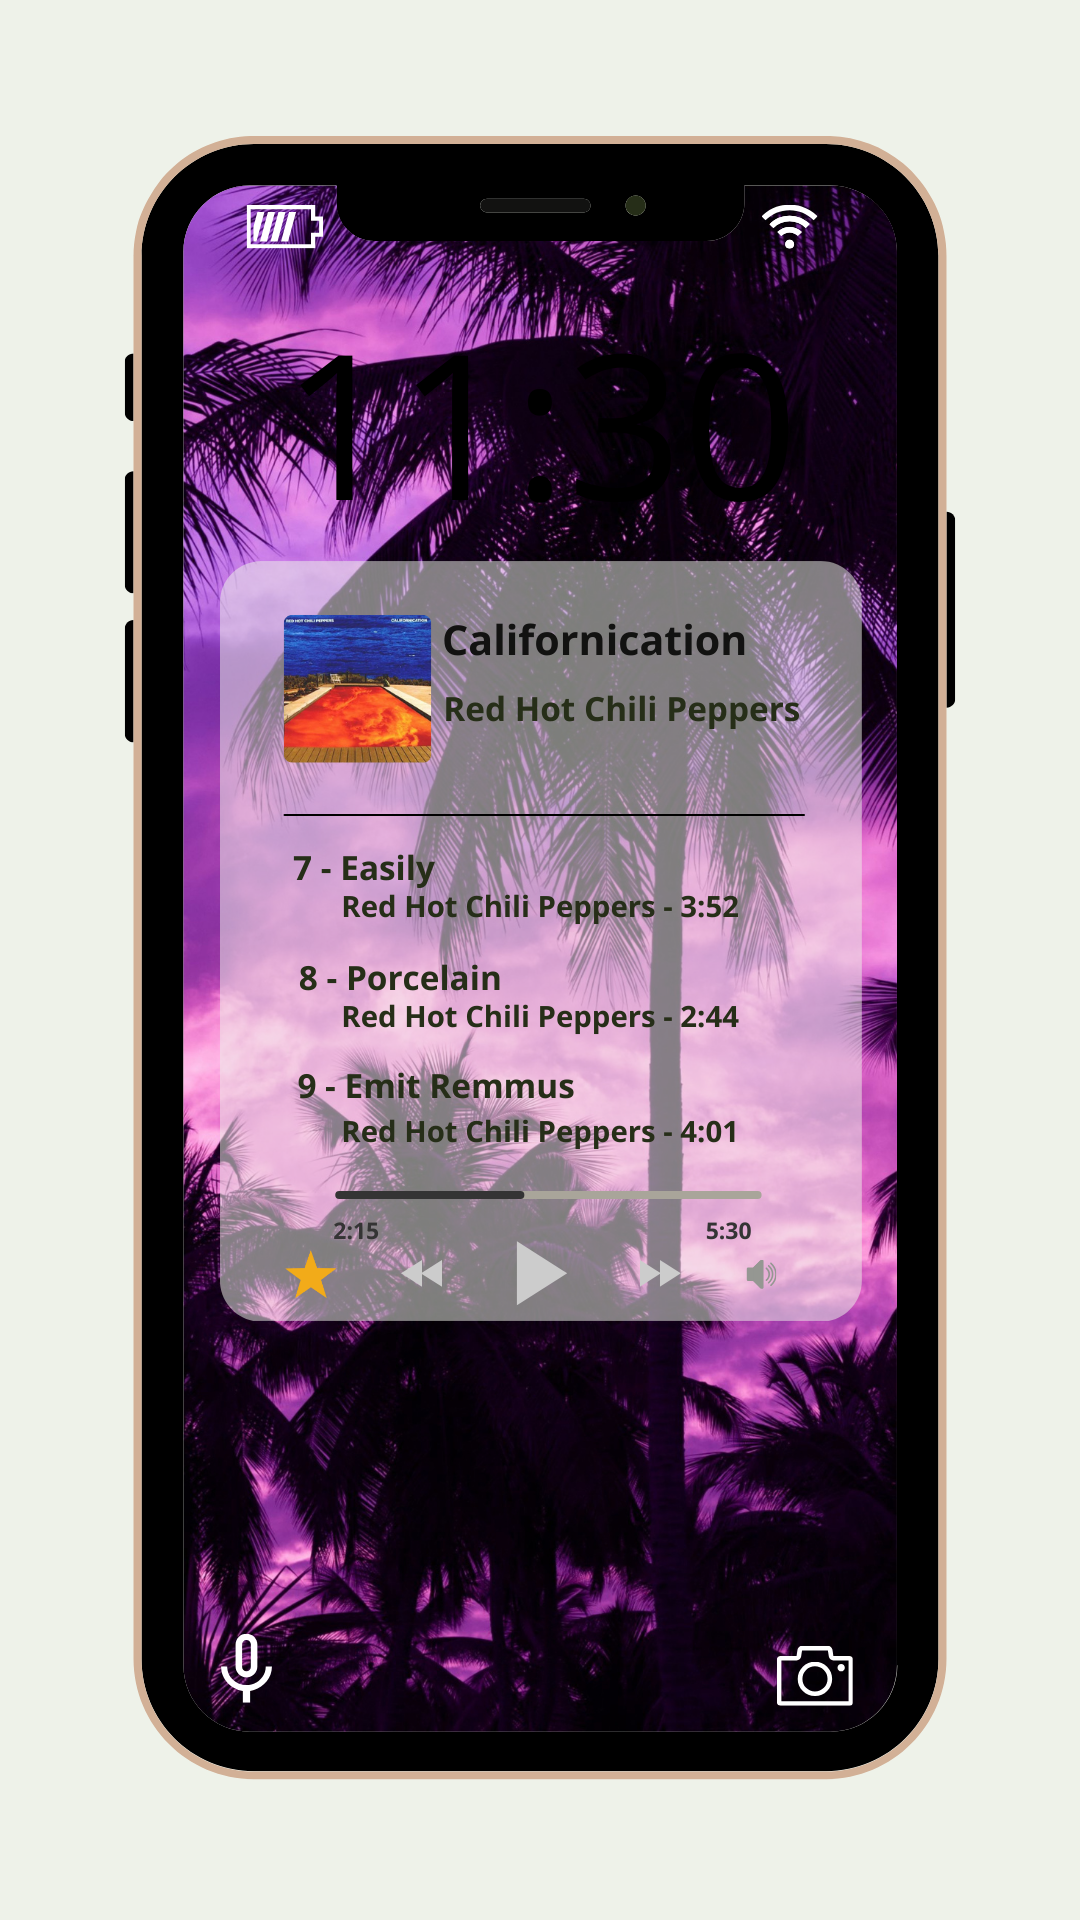 11:30
RED HOT CHILI PEPPERS CALIFORNICATION
Californication
Red Hot Chili Peppers
7 - Easily
Red Hot Chili Peppers - 3:52
8 - Porcelain
Red Hot Chili Peppers - 2:44
9 - Emit Remmus
Red Hot Chili Peppers - 4:01
2:15 5:30